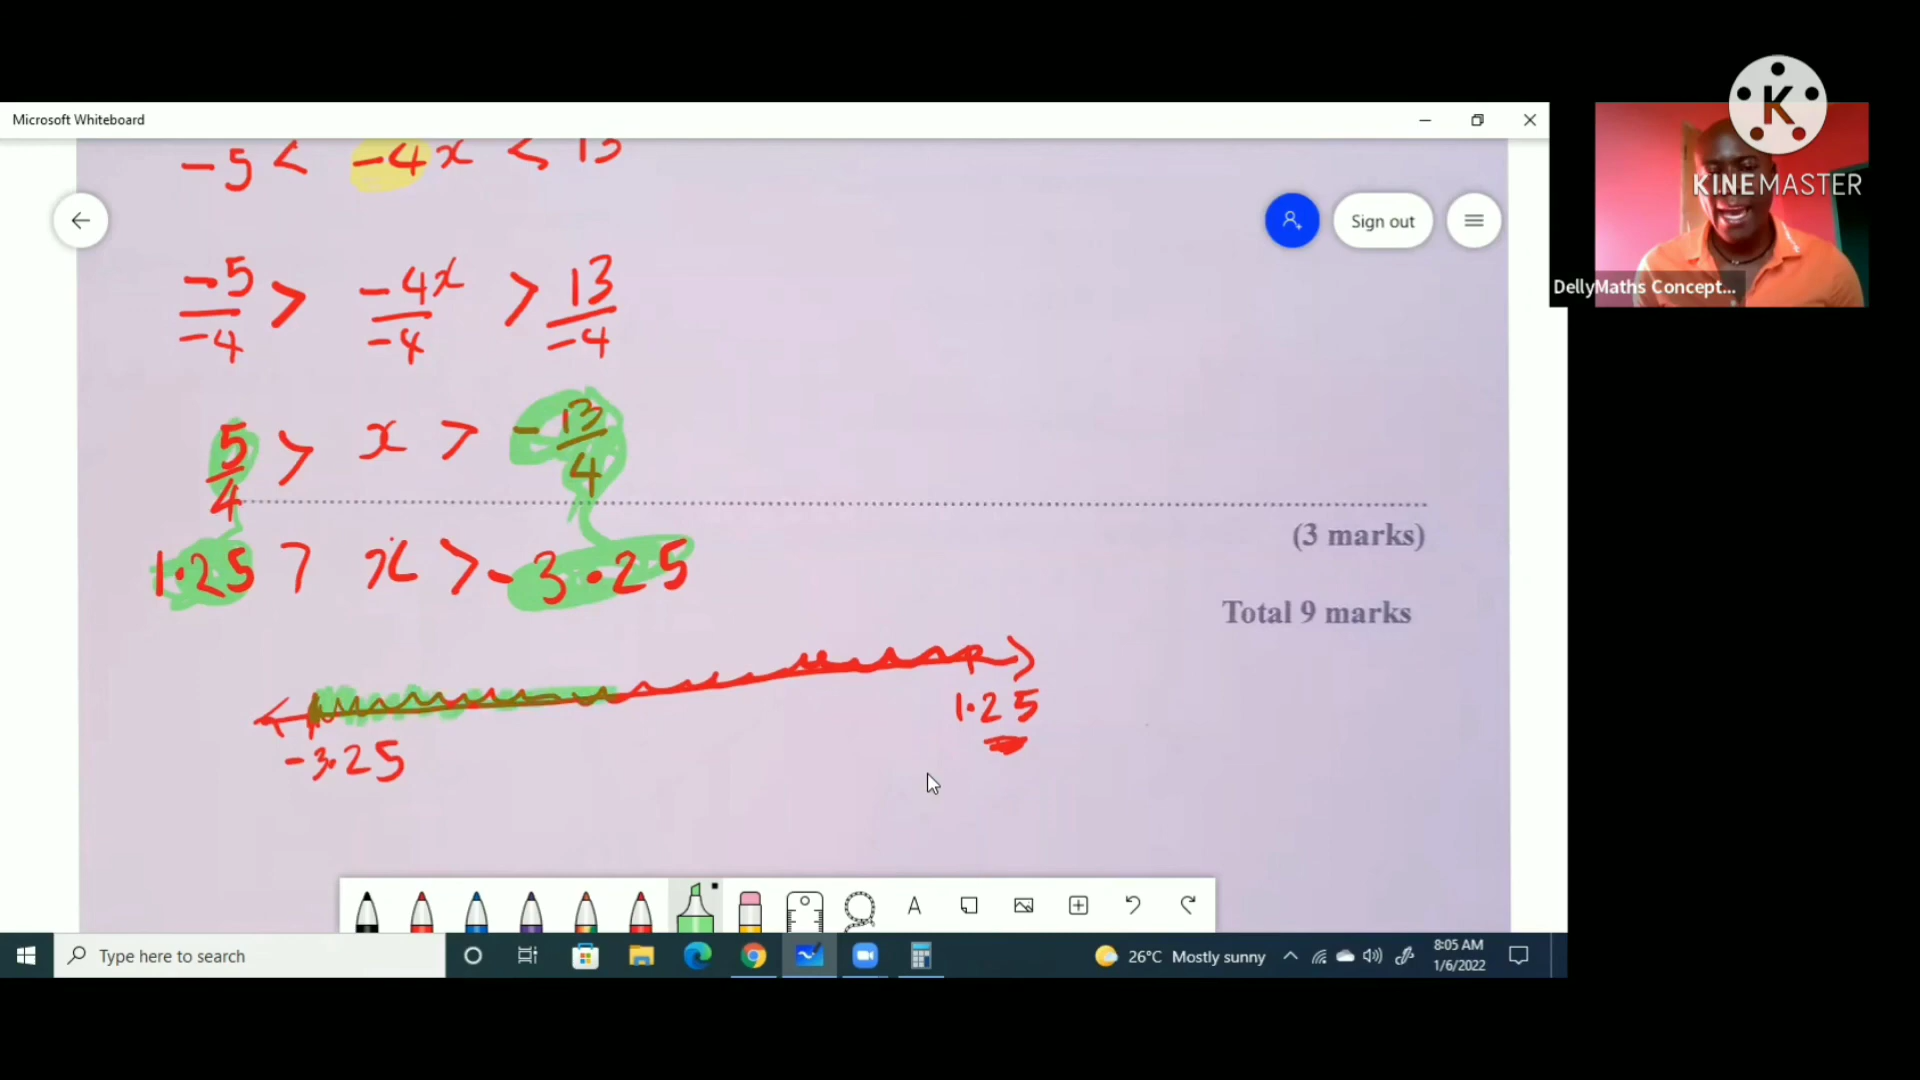 Microsoft Whiteboard
-5 < -4x < 13
Sign out
KINEMASTER
DellyMaths Concept...
-5/-4 > -4x/-4 > 13/-4
5/4 > x > -13/4
(3 marks)
1.25 > x > -3.25
Total 9 marks
1.25
-3.25
Type here to search
26°C Mostly sunny
8:05 AM
1/6/2022